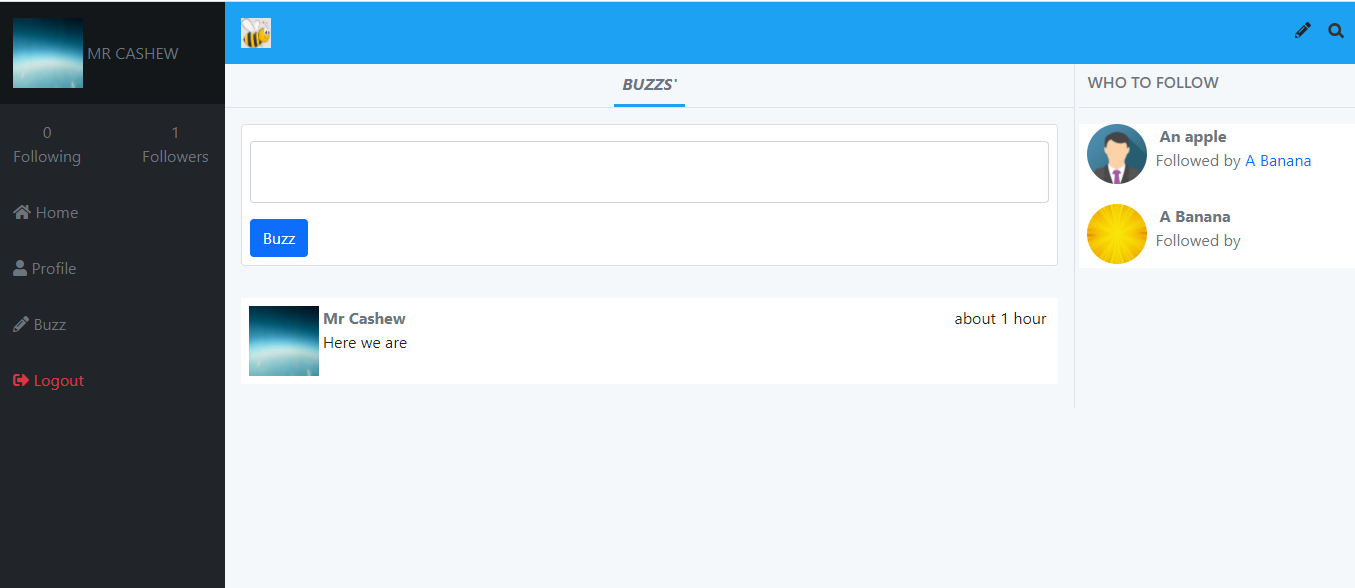 MR CASHEW
0
Following
1
Followers
Home
Profile
Buzz
Logout
BUZZS'
Buzz
Mr Cashew
about 1 hour
Here we are
WHO TO FOLLOW
An apple
Followed by A Banana
A Banana
Followed by